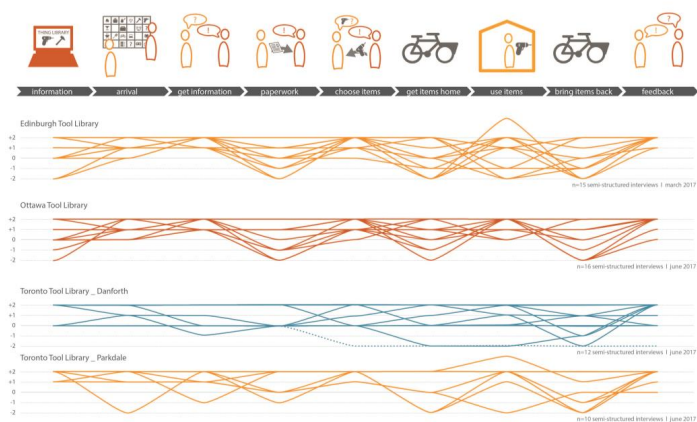 THING LIBRARY
? ! ? ! ! ? ! ? !
information arrival get information paperwork choose items get items home use items bring items back feedback
Edinburgh Tool Library
+2
+1
0
-1
-2
n=15 semi-structured interviews I march 2017
Ottawa Tool Library
+2
+1
0
-1
-2
n=16 semi-structured interviews I june 2017
Toronto Tool Library _ Danforth
+2
+1
0
-1
-2
n=12 semi-structured interviews I june 2017
Toronto Tool Library _ Parkdale
+2
+1
0
-1
-2
n=10 semi-structured interviews I june 2017